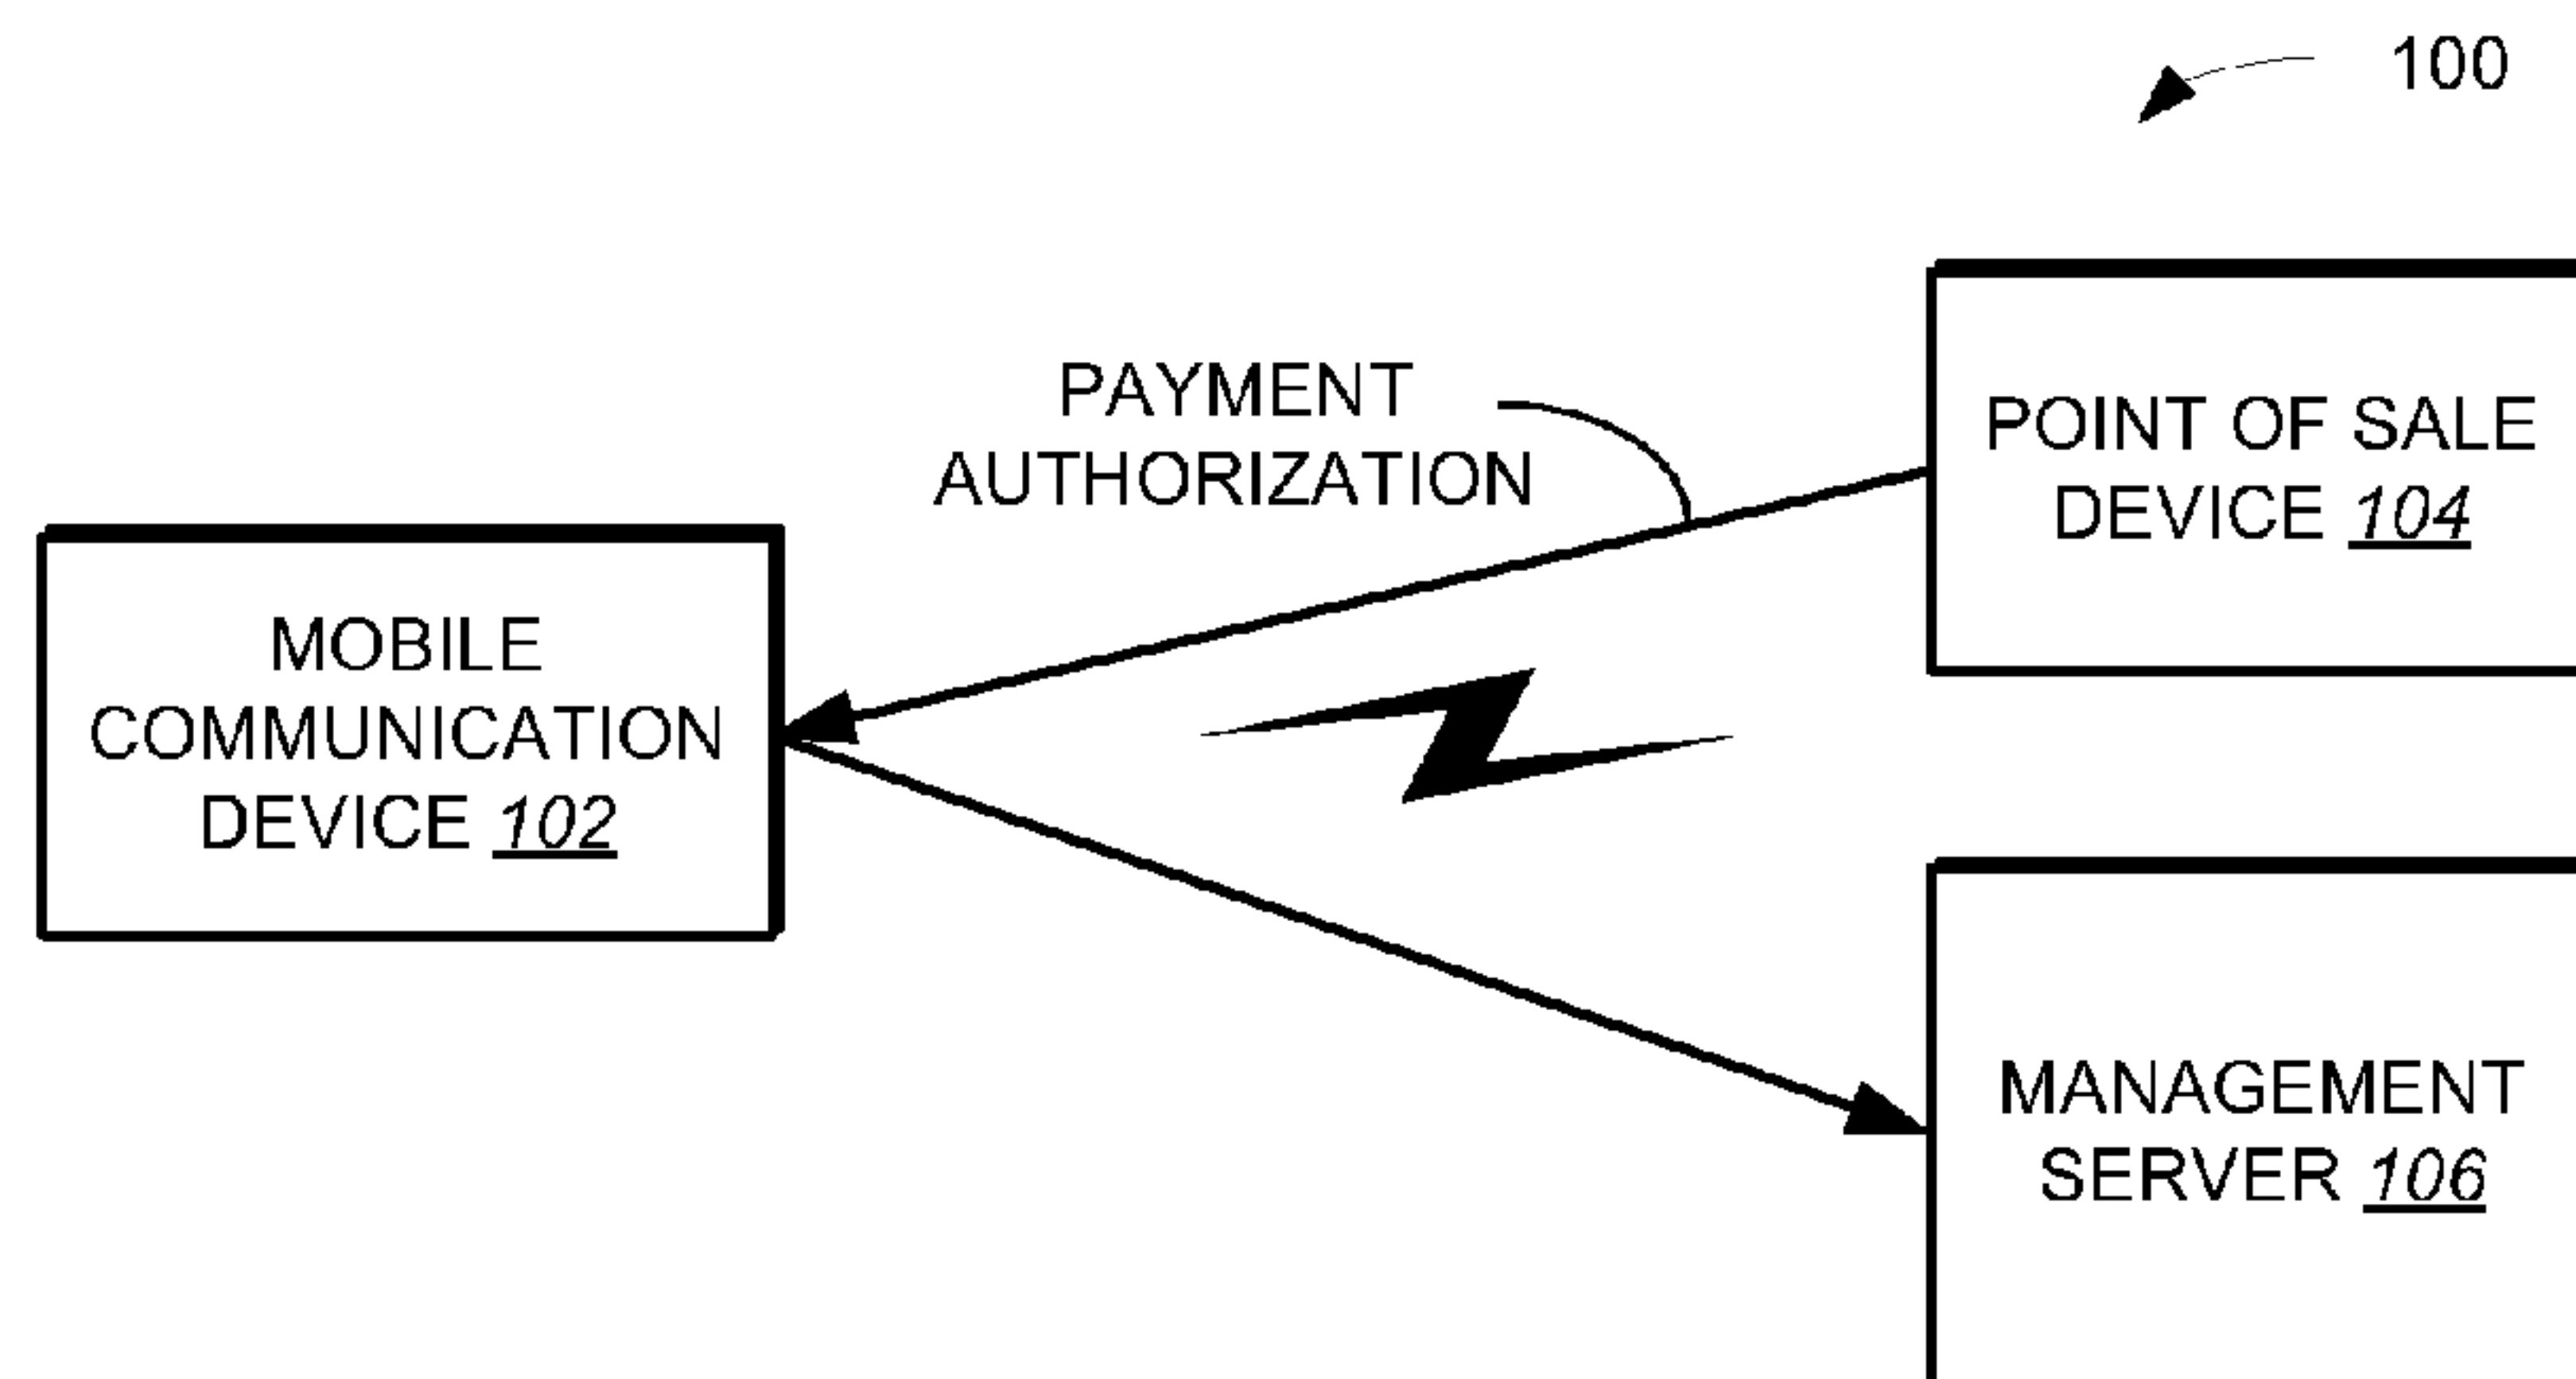 100
PAYMENT
AUTHORIZATION
POINT OF SALE
DEVICE 104
MOBILE
COMMUNICATION
DEVICE 102
MANAGEMENT
SERVER 106